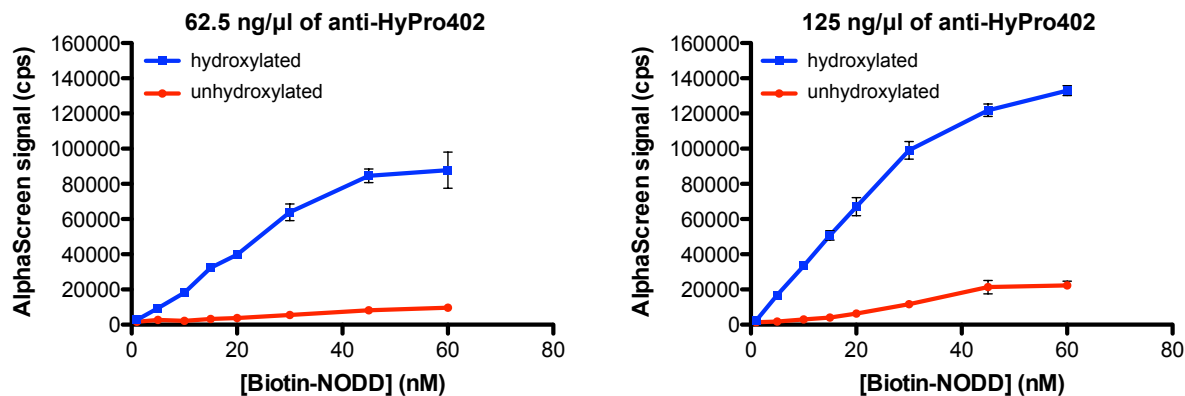 62.5 ng/µl of anti-HyPro402
AlphaScreen signal (cps)
160000
140000
120000
100000
80000
60000
40000
20000
0
hydroxylated
unhydroxylated
0 20 40 60 80
[Biotin-NODD] (nM)
125 ng/µl of anti-HyPro402
AlphaScreen signal (cps)
160000
140000
120000
100000
80000
60000
40000
20000
0
hydroxylated
unhydroxylated
0 20 40 60 80
[Biotin-NODD] (nM)